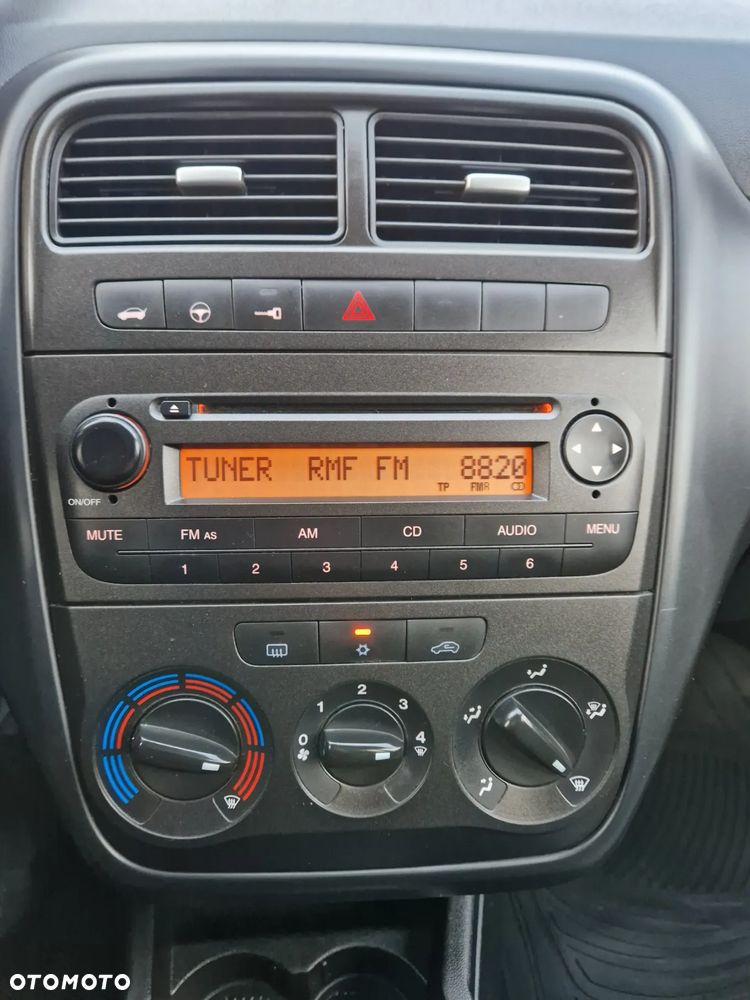 TUNER RMF FM 8820
TP FMA
ON/OFF
MUTE FM AS AM CD AUDIO MENU
1 2 3 4 5 6
0 1 2 3 4
OTOMOTO